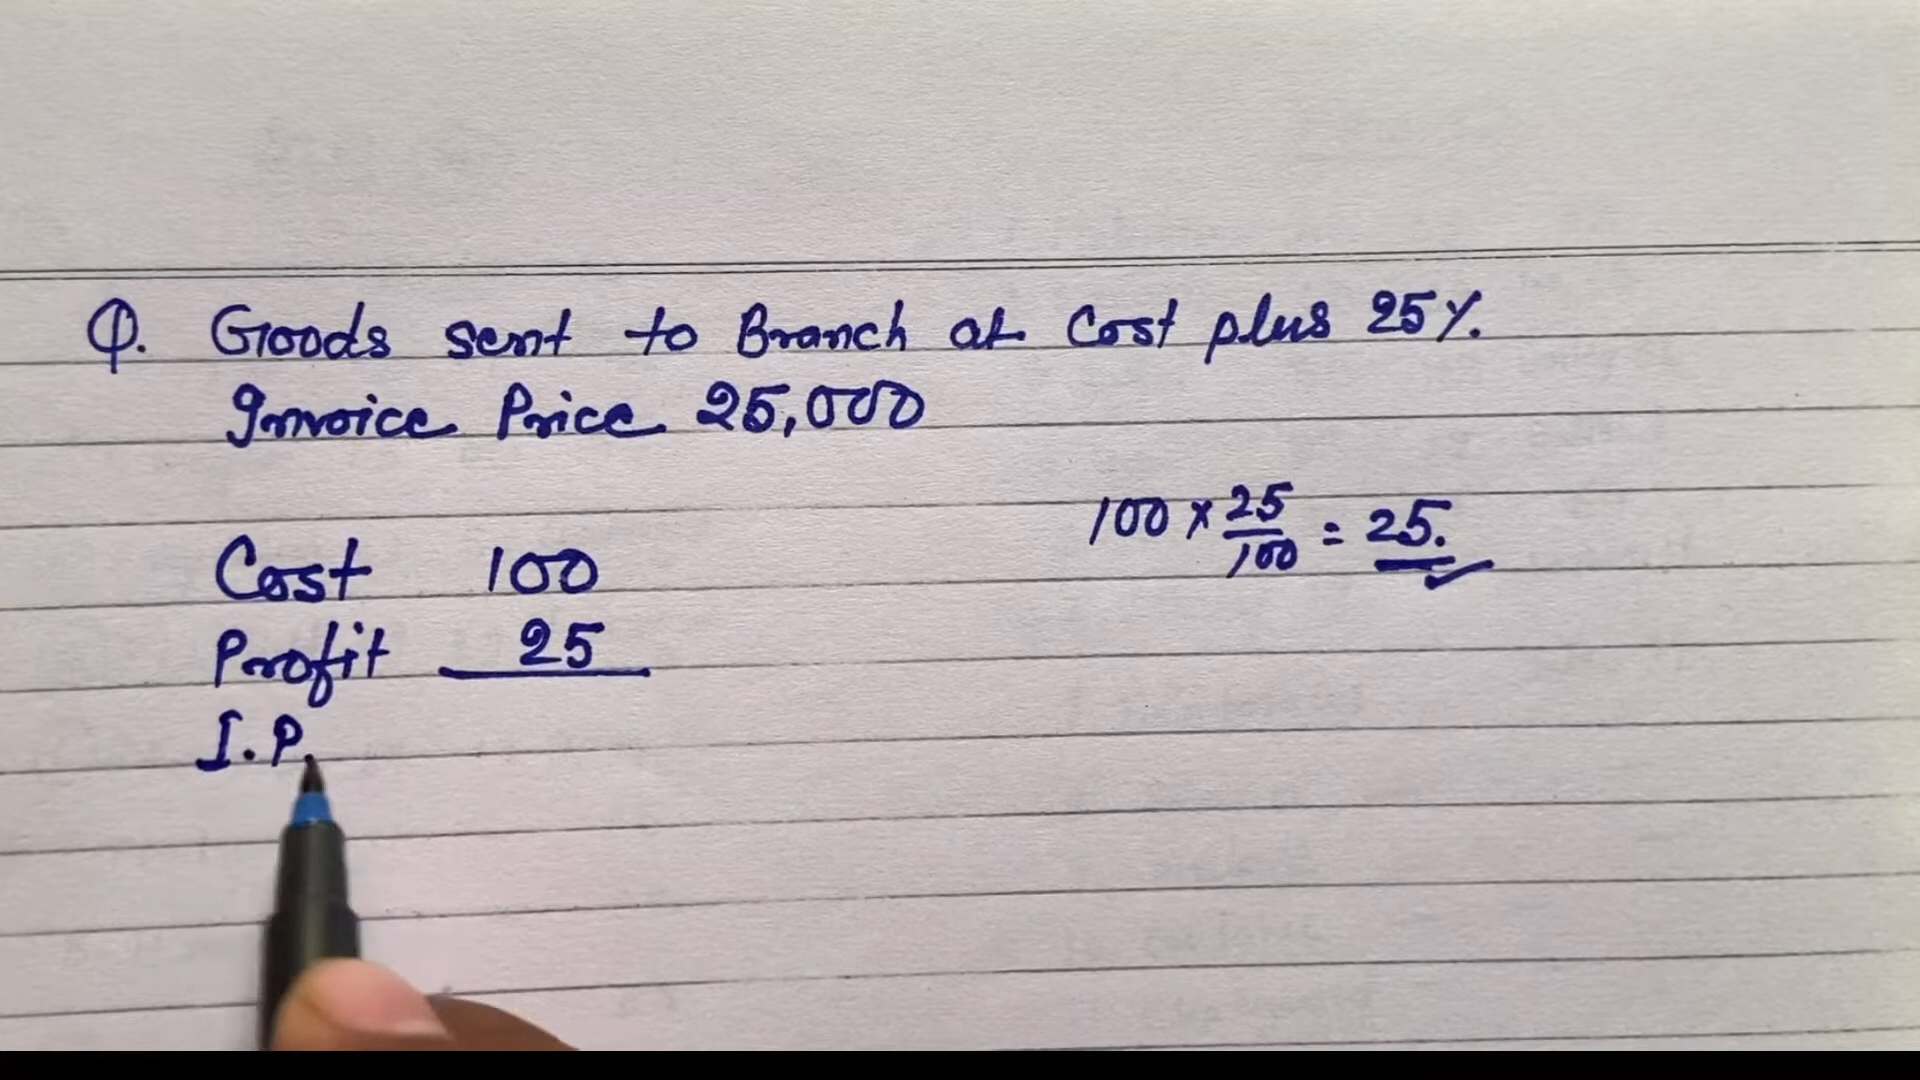 Q. Goods sent to Branch at Cost plus 25%.
Invoice Price 25,000
100 × 25/100 = 25.
Cost 100
Profit 25
I.P.